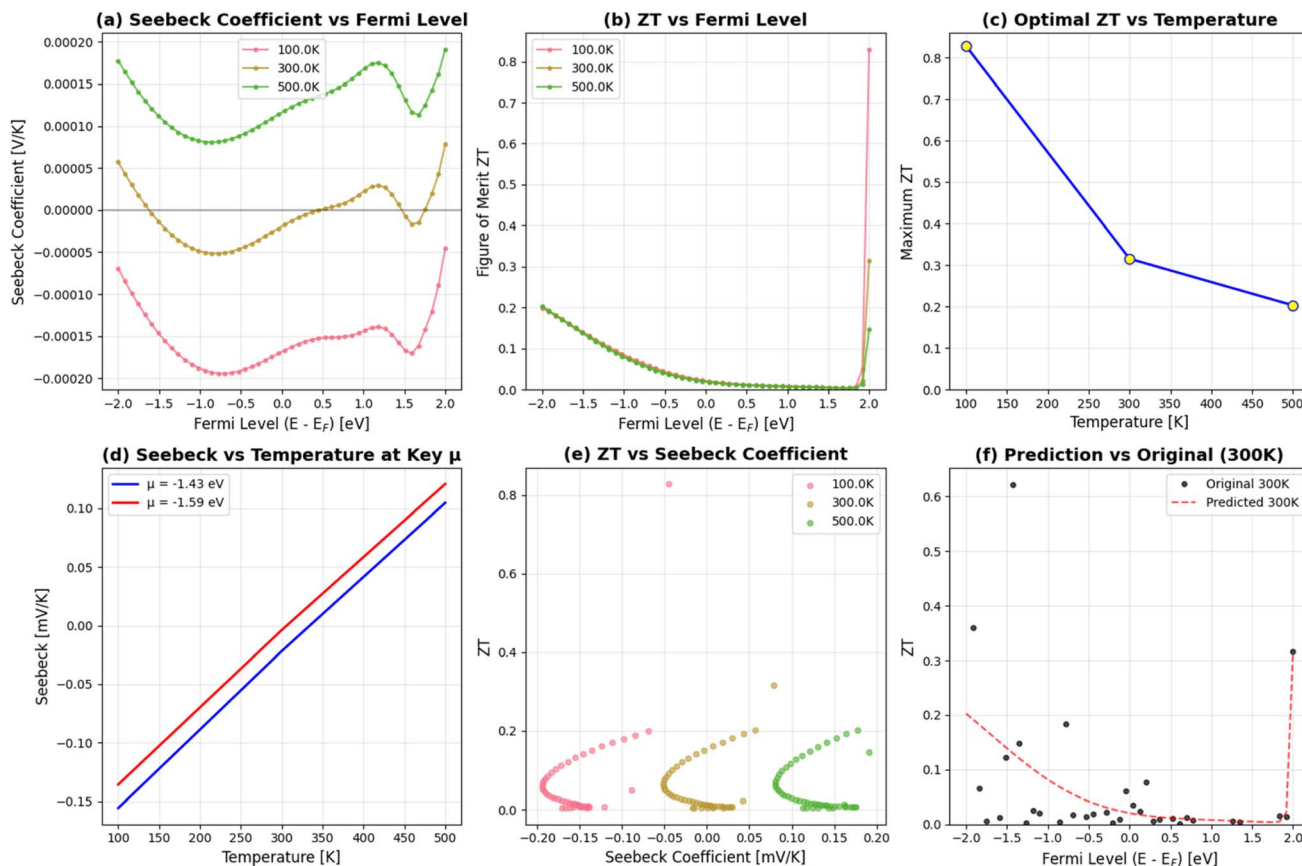 (a) Seebeck Coefficient vs Fermi Level
Seebeck Coefficient [V/K]
0.00020
0.00015
0.00010
0.00005
0.00000
−0.00005
−0.00010
−0.00015
−0.00020
100.0K
300.0K
500.0K
−2.0 −1.5 −1.0 −0.5 0.0 0.5 1.0 1.5 2.0
Fermi Level (E - E_F) [eV]
(b) ZT vs Fermi Level
Figure of Merit ZT
0.8
0.7
0.6
0.5
0.4
0.3
0.2
0.1
0.0
100.0K
300.0K
500.0K
−2.0 −1.5 −1.0 −0.5 0.0 0.5 1.0 1.5 2.0
Fermi Level (E - E_F) [eV]
(c) Optimal ZT vs Temperature
Maximum ZT
0.8
0.7
0.6
0.5
0.4
0.3
0.2
0.1
0.0
100 150 200 250 300 350 400 450 500
Temperature [K]
(d) Seebeck vs Temperature at Key μ
Seebeck [mV/K]
0.10
0.05
0.00
−0.05
−0.10
−0.15
μ = -1.43 eV
μ = -1.59 eV
100 150 200 250 300 350 400 450 500
Temperature [K]
(e) ZT vs Seebeck Coefficient
ZT
0.8
0.6
0.4
0.2
0.0
100.0K
300.0K
500.0K
−0.20 −0.15 −0.10 −0.05 0.00 0.05 0.10 0.15 0.20
Seebeck Coefficient [mV/K]
(f) Prediction vs Original (300K)
ZT
0.6
0.5
0.4
0.3
0.2
0.1
0.0
Original 300K
Predicted 300K
−2.0 −1.5 −1.0 −0.5 0.0 0.5 1.0 1.5 2.0
Fermi Level (E - E_F) [eV]